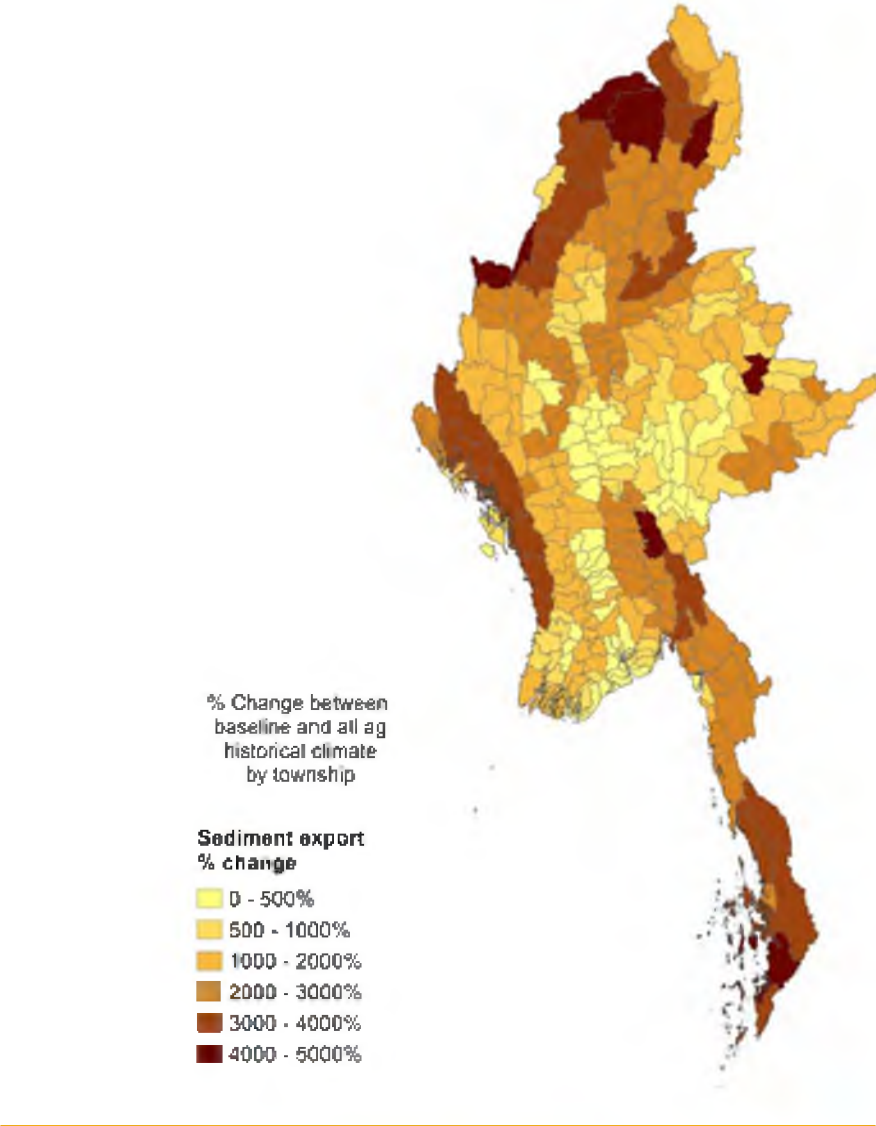 % Change between
baseline and all ag
historical climate
by township
Sediment export
% change
0 - 500%
500 - 1000%
1000 - 2000%
2000 - 3000%
3000 - 4000%
4000 - 5000%